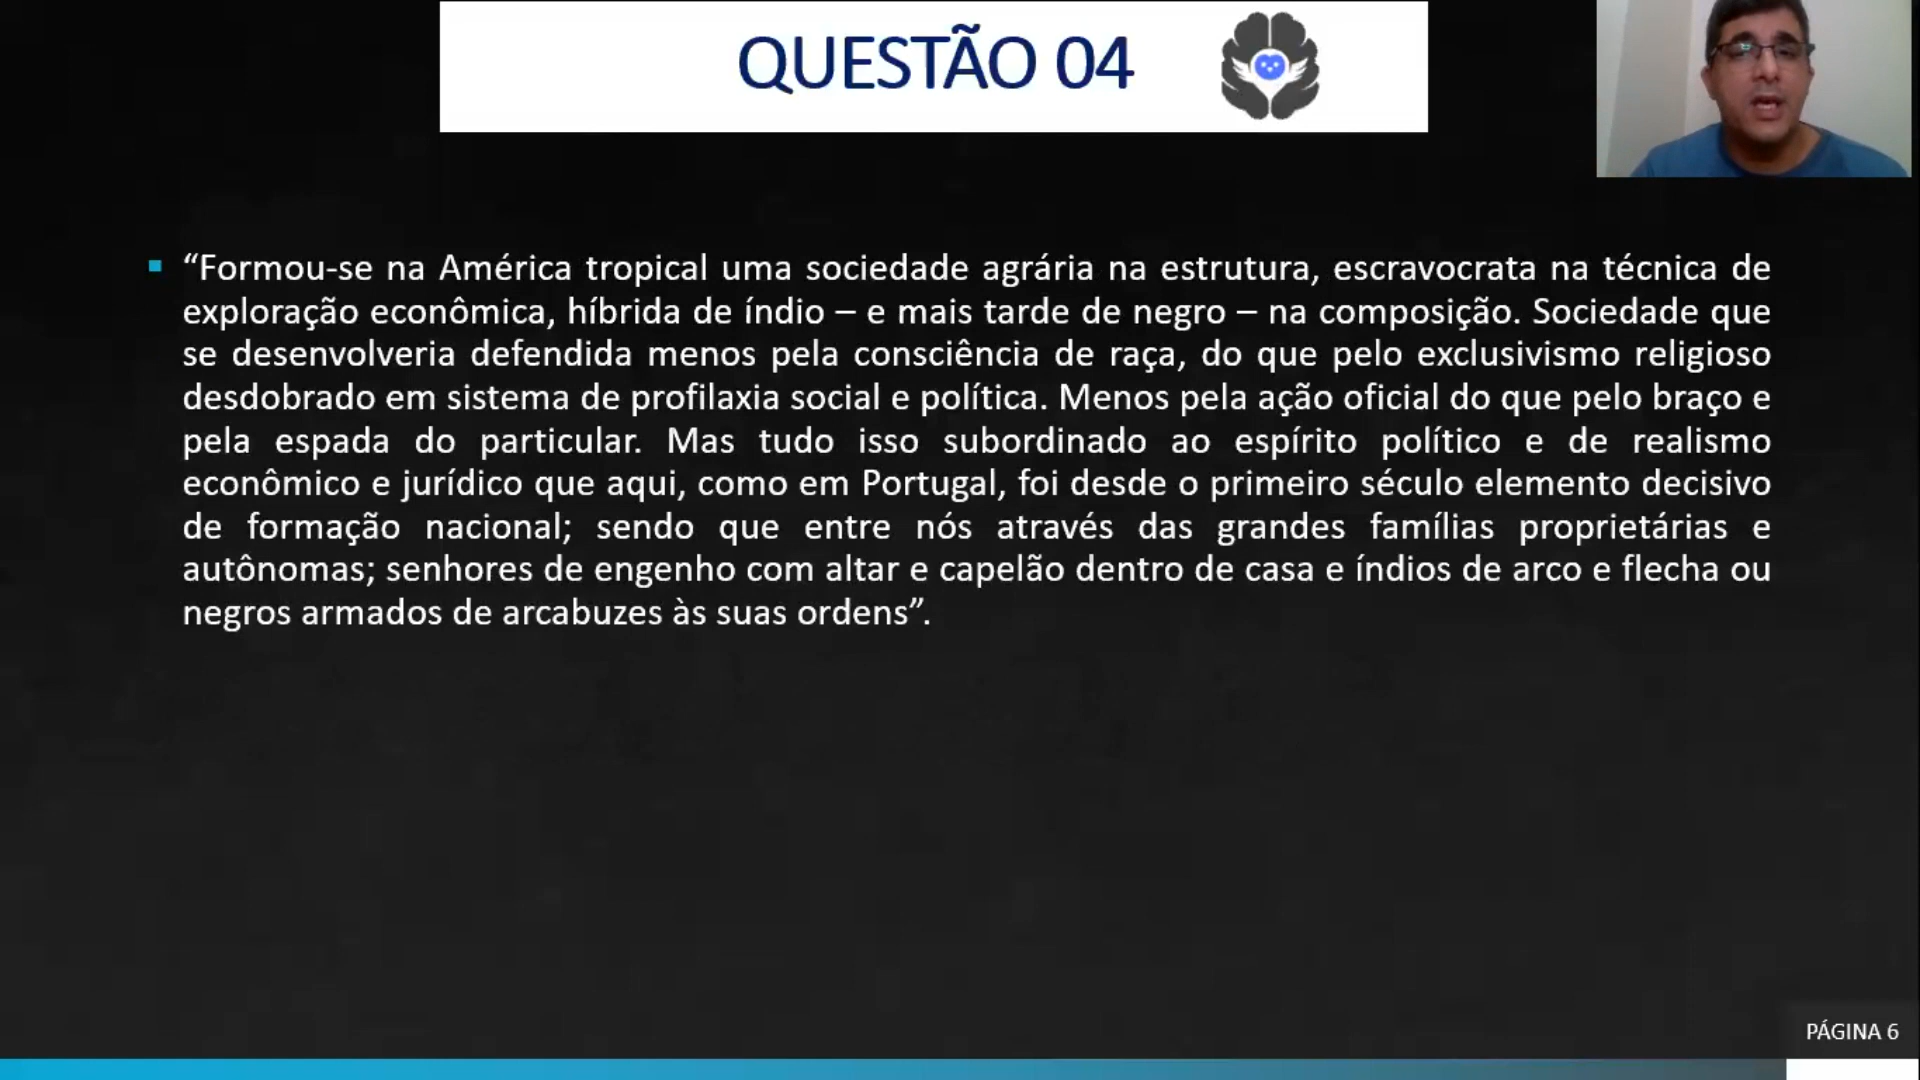 QUESTÃO 04
“Formou-se na América tropical uma sociedade agrária na estrutura, escravocrata na técnica de
exploração econômica, híbrida de índio – e mais tarde de negro – na composição. Sociedade que
se desenvolveria defendida menos pela consciência de raça, do que pelo exclusivismo religioso
desdobrado em sistema de profilaxia social e política. Menos pela ação oficial do que pelo braço e
pela espada do particular. Mas tudo isso subordinado ao espírito político e de realismo
econômico e jurídico que aqui, como em Portugal, foi desde o primeiro século elemento decisivo
de formação nacional; sendo que entre nós através das grandes famílias proprietárias e
autônomas; senhores de engenho com altar e capelão dentro de casa e índios de arco e flecha ou
negros armados de arcabuzes às suas ordens”.
PÁGINA 6